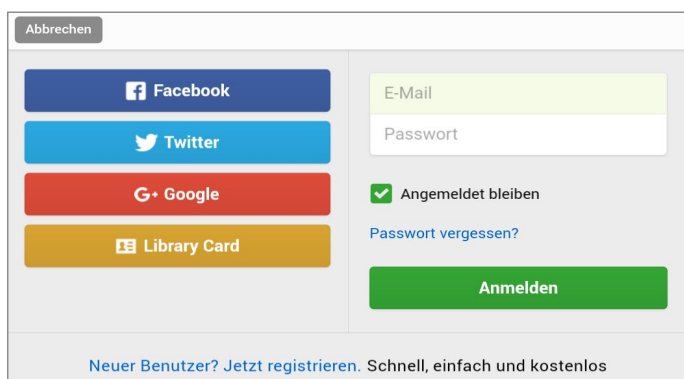 Abbrechen
Facebook
Twitter
G+ Google
Library Card
E-Mail
Passwort
Angemeldet bleiben
Passwort vergessen?
Anmelden
Neuer Benutzer? Jetzt registrieren. Schnell, einfach und kostenlos